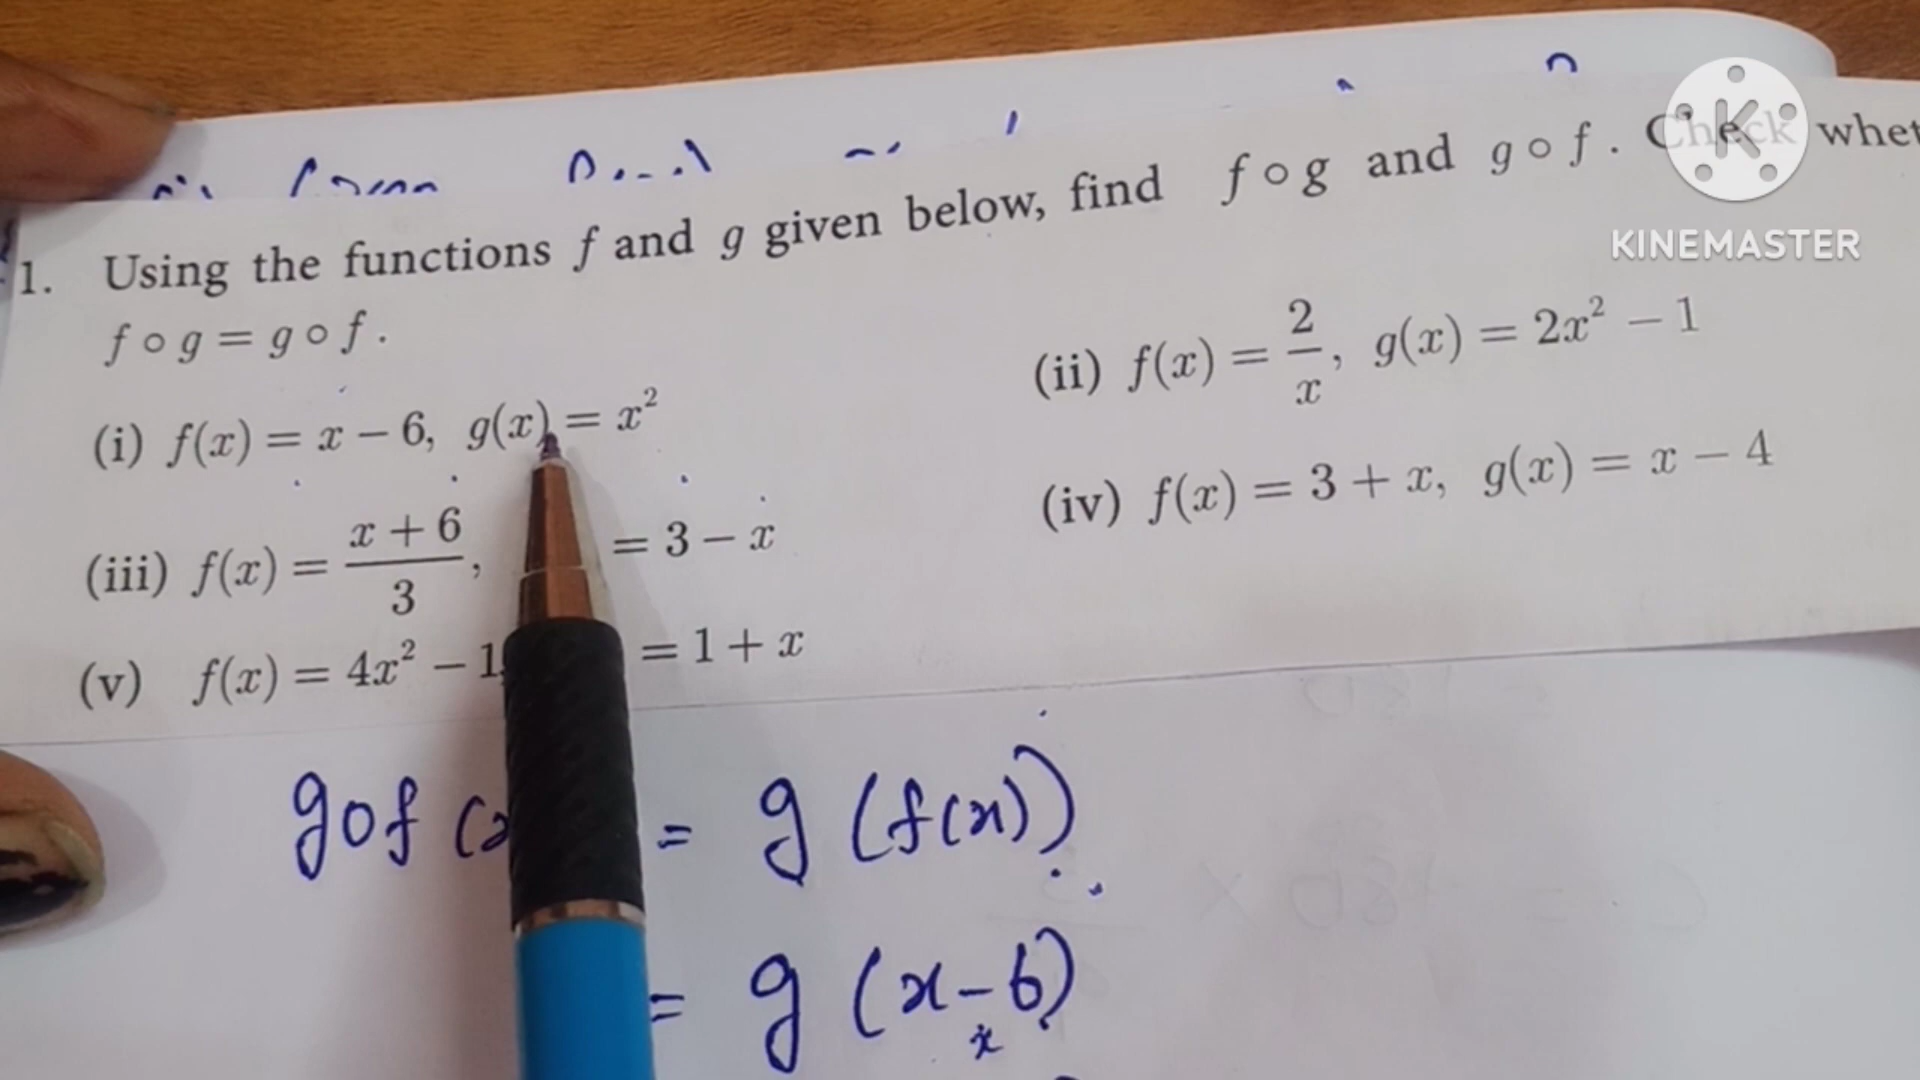 1. Using the functions f and g given below, find f ∘ g and g ∘ f. Check whet
f ∘ g = g ∘ f.
(i) f(x) = x − 6, g(x) = x²
(ii) f(x) = 2/x, g(x) = 2x² − 1
(iii) f(x) = (x + 6)/3, = 3 − x
(iv) f(x) = 3 + x, g(x) = x − 4
(v) f(x) = 4x² − 1 = 1 + x
gof (x = g (f(x))
= g (x-6)
K
KINEMASTER